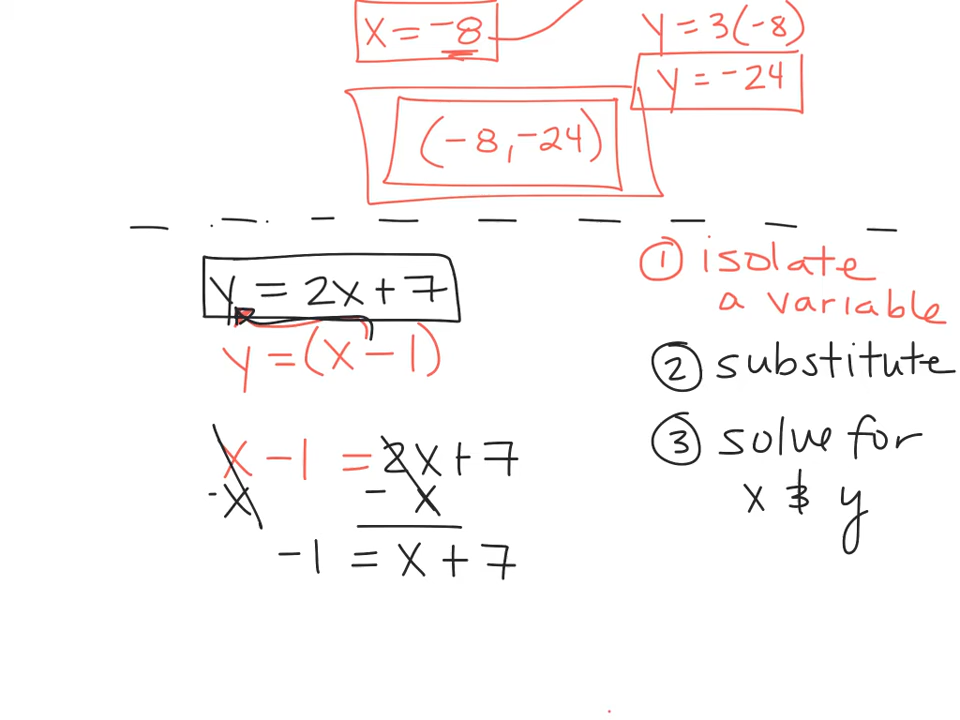 x = -8
y = 3(-8)
y = -24
(-8, -24)
y = 2x + 7
y = (x - 1)
x - 1 = 2x + 7
-x - x
-1 = x + 7
① isolate
a variable
② substitute
③ solve for
x & y